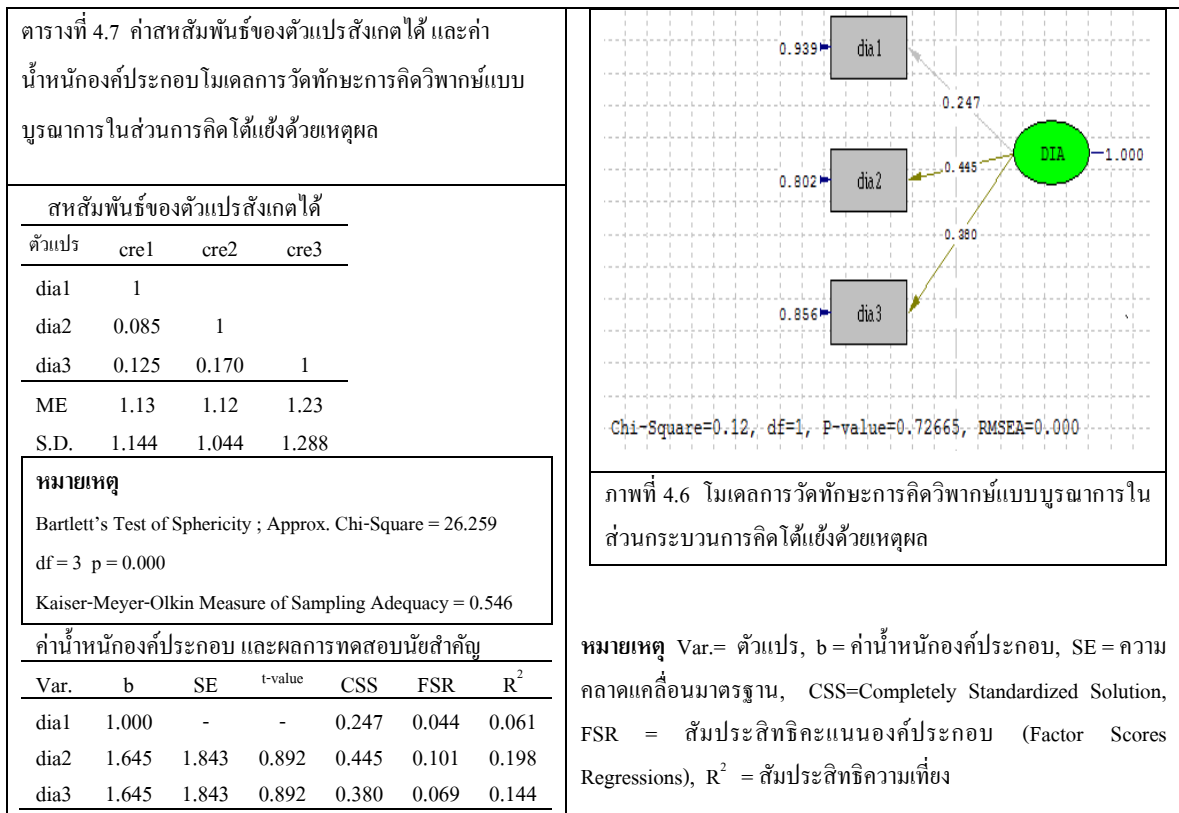 ตารางที่ 4.7 ค่าสหสัมพันธ์ของตัวแปรสังเกตได้ และค่า
น้ำหนักองค์ประกอบโมเดลการวัดทักษะการคิดวิพากษ์แบบ
บูรณาการในส่วนการคิดโต้แย้งด้วยเหตุผล
สหสัมพันธ์ของตัวแปรสังเกตได้
ตัวแปร cre1 cre2 cre3
dia1 1
dia2 0.085 1
dia3 0.125 0.170 1
ME 1.13 1.12 1.23
S.D. 1.144 1.044 1.288
หมายเหตุ
Bartlett's Test of Sphericity ; Approx. Chi-Square = 26.259
df = 3 p = 0.000
Kaiser-Meyer-Olkin Measure of Sampling Adequacy = 0.546
ค่าน้ำหนักองค์ประกอบ และผลการทดสอบนัยสำคัญ
Var. b SE t-value CSS FSR R²
dia1 1.000 - - 0.247 0.044 0.061
dia2 1.645 1.843 0.892 0.445 0.101 0.198
dia3 1.645 1.843 0.892 0.380 0.069 0.144
0.939 dia1
0.247
DIA 1.000
0.445
0.802 dia2
0.380
0.856 dia3
Chi-Square=0.12, df=1, P-value=0.72665, RMSEA=0.000
ภาพที่ 4.6 โมเดลการวัดทักษะการคิดวิพากษ์แบบบูรณาการใน
ส่วนกระบวนการคิดโต้แย้งด้วยเหตุผล
หมายเหตุ Var.= ตัวแปร, b = ค่าน้ำหนักองค์ประกอบ, SE = ความ
คลาดแคลื่อนมาตรฐาน, CSS=Completely Standardized Solution,
FSR = สัมประสิทธิคะแนนองค์ประกอบ (Factor Scores
Regressions), R² = สัมประสิทธิความเที่ยง